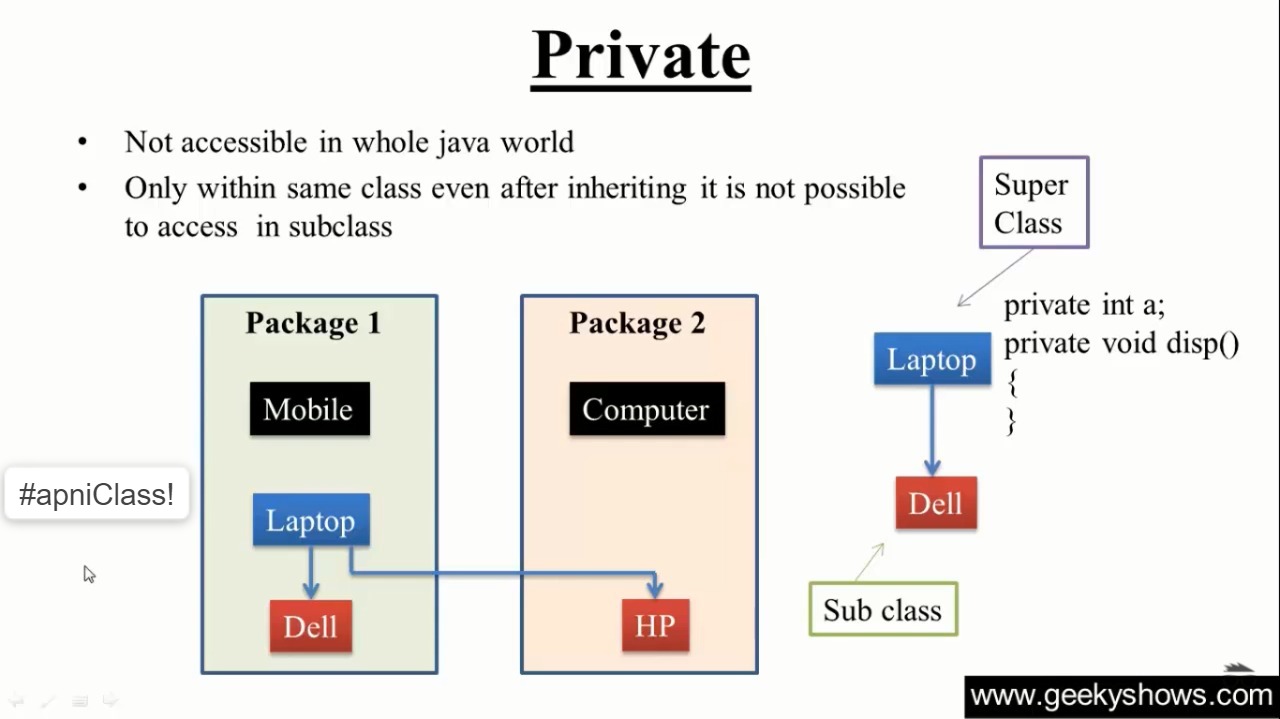 Private
• Not accessible in whole java world
• Only within same class even after inheriting it is not possible
to access in subclass
Super
Class
Package 1
Mobile
Laptop
Dell
Package 2
Computer
HP
private int a;
private void disp()
{
}
Laptop
Dell
Sub class
#apniClass!
www.geekyshows.com